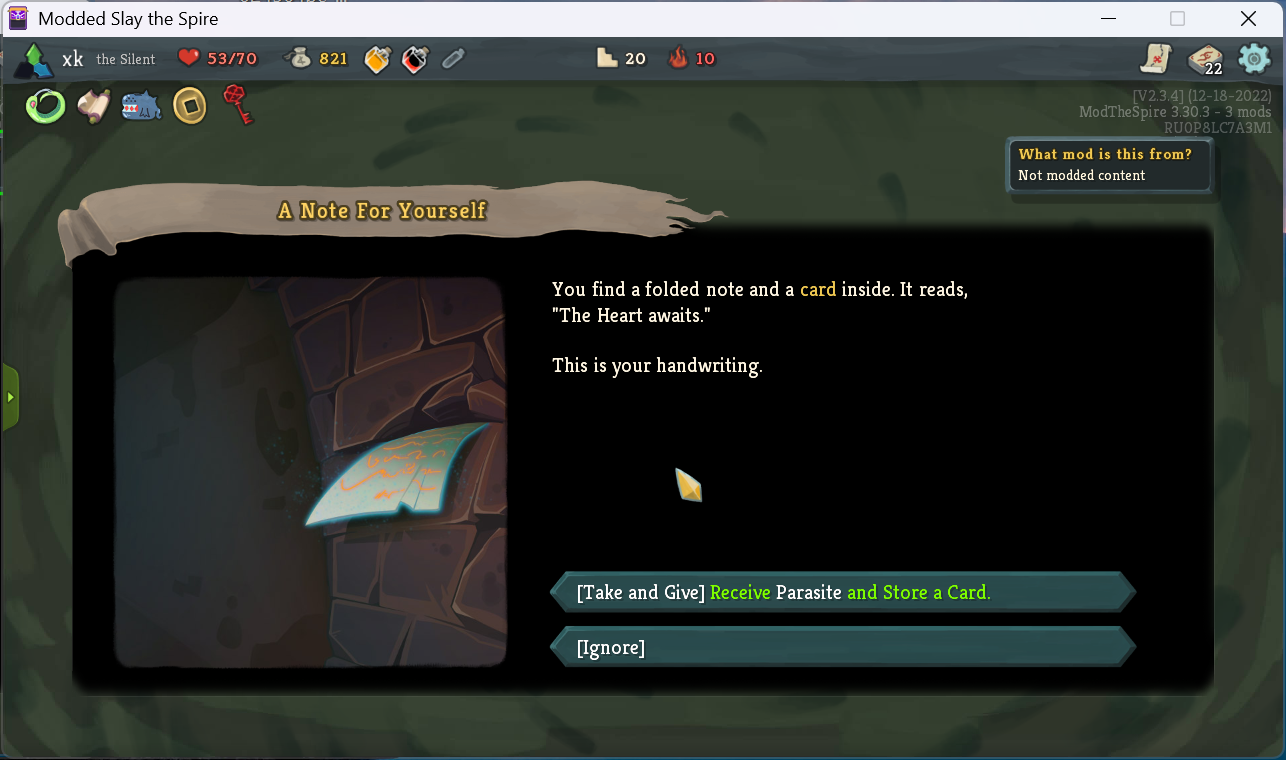 Modded Slay the Spire
xk the Silent 53/70 821 20 10 22
[V2.3.4] (12-18-2022)
ModTheSpire 3.30.3 - 3 mods
RU0P8LC7A3M1
What mod is this from?
Not modded content
A Note For Yourself
You find a folded note and a card inside. It reads,
"The Heart awaits."
This is your handwriting.
[Take and Give] Receive Parasite and Store a Card.
[Ignore]